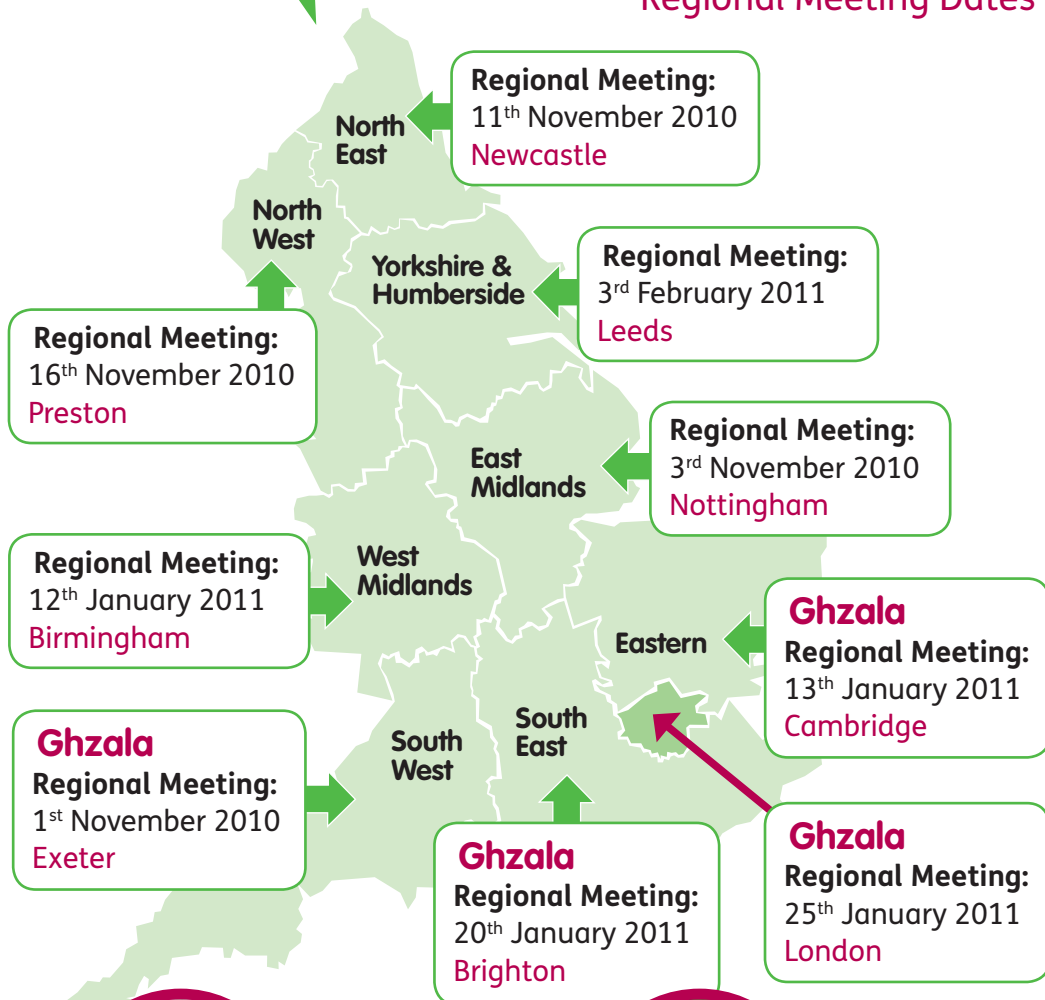 Regional Meeting Dates
Regional Meeting:
11th November 2010
Newcastle
North
East
North
West
Yorkshire &
Humberside
Regional Meeting:
3rd February 2011
Leeds
Regional Meeting:
16th November 2010
Preston
East
Midlands
Regional Meeting:
3rd November 2010
Nottingham
Regional Meeting:
12th January 2011
Birmingham
West
Midlands
Eastern
Ghzala
Regional Meeting:
13th January 2011
Cambridge
Ghzala
Regional Meeting:
1st November 2010
Exeter
South
West
South
East
Ghzala
Regional Meeting:
20th January 2011
Brighton
Ghzala
Regional Meeting:
25th January 2011
London